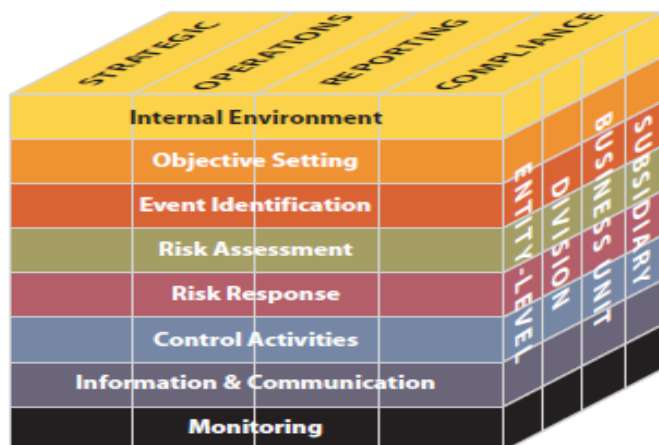 STRATEGIC
OPERATIONS
REPORTING
COMPLIANCE
Internal Environment
Objective Setting
Event Identification
Risk Assessment
Risk Response
Control Activities
Information & Communication
Monitoring
ENTITY-LEVEL
DIVISION
BUSINESS UNIT
SUBSIDIARY